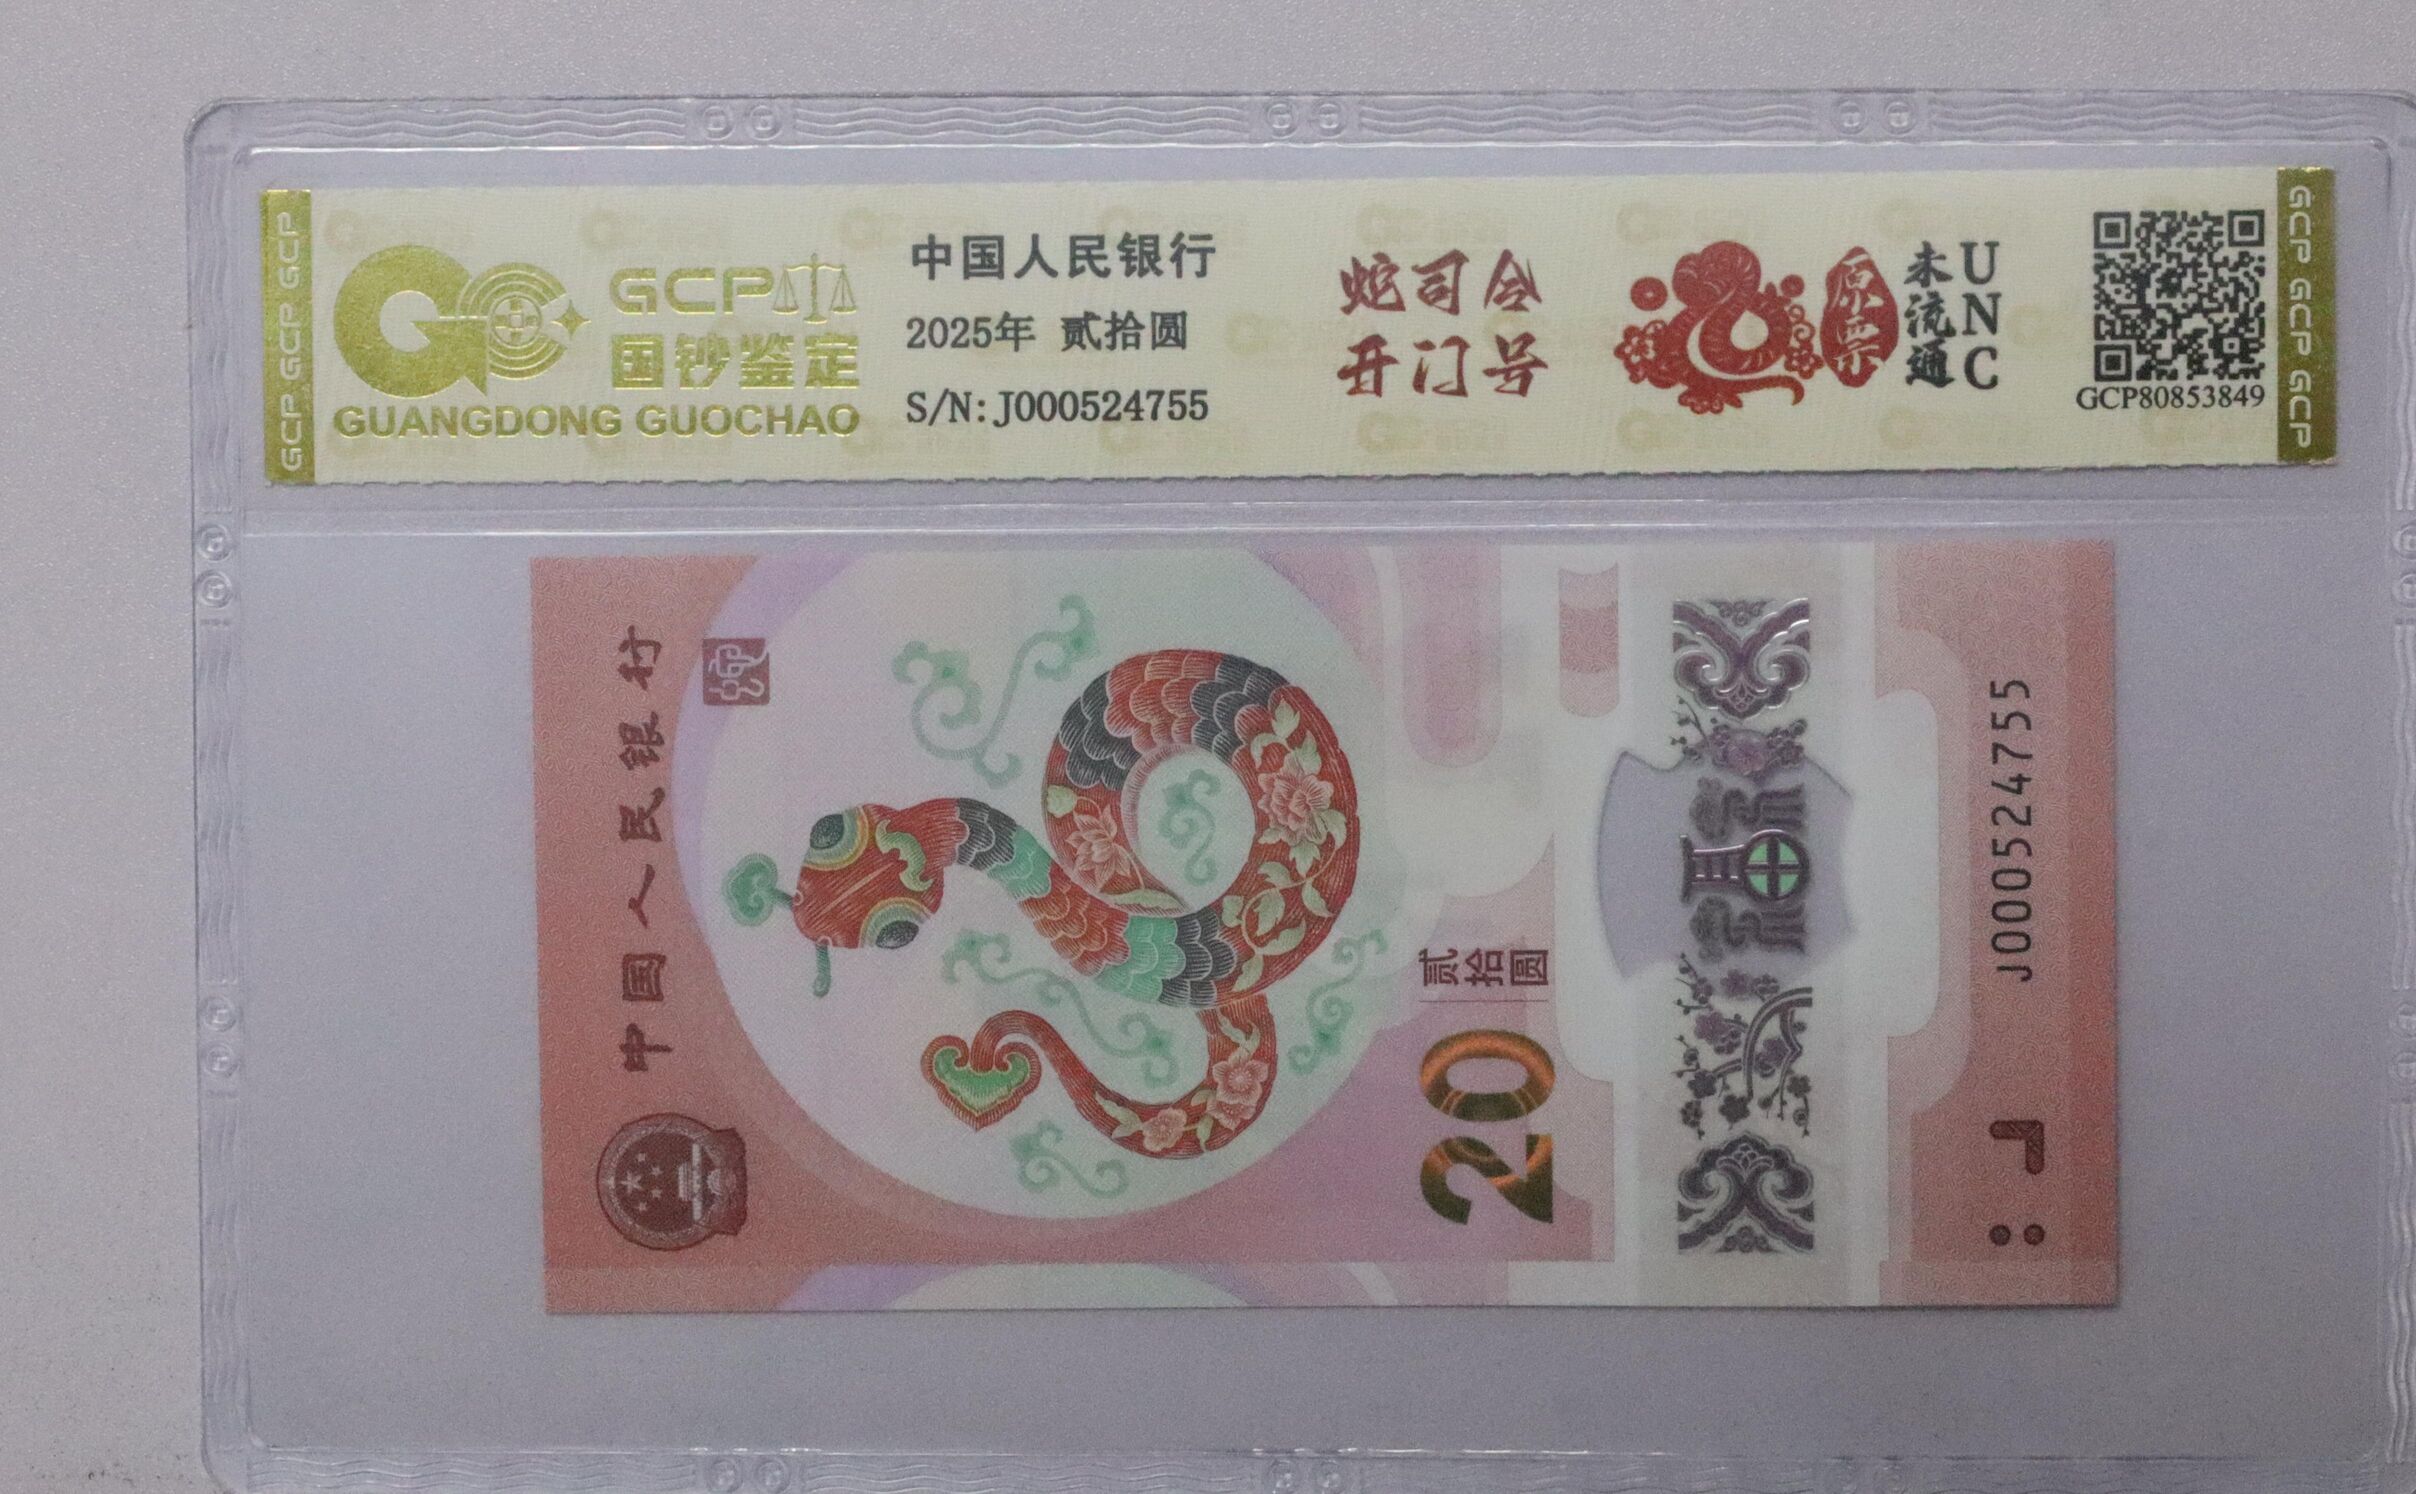 GCP GCP GCP
GCP
国钞鉴定
GUANGDONG GUOCHAO
中国人民银行
2025年 贰拾圆
S/N: J000524755
蛇司令
开门号
原票
未流通
UNC
GCP80853849
GCP GCP GCP
中国人民银行
20
贰拾圆
福
J000524755